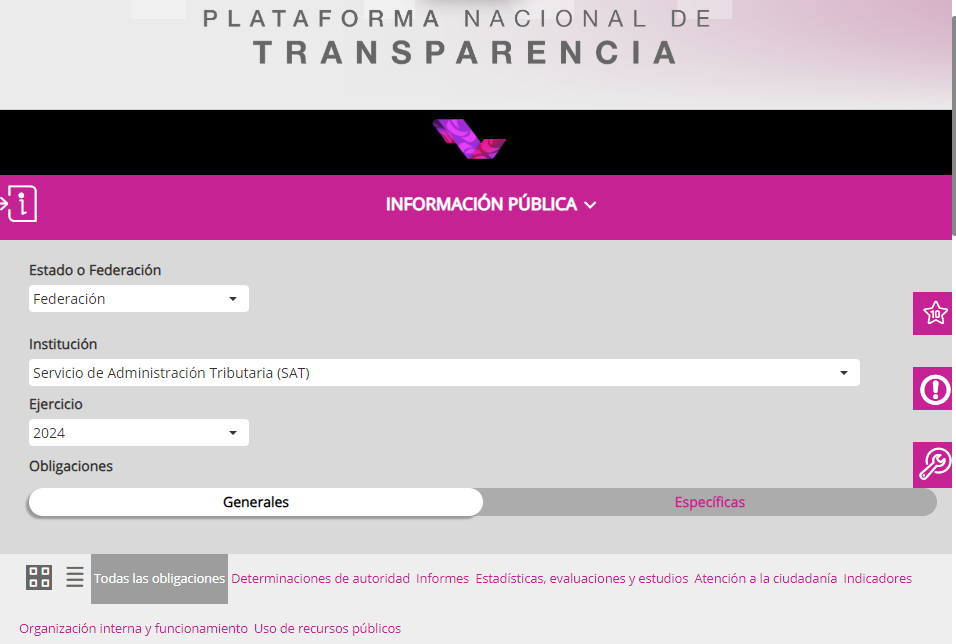 PLATAFORMA NACIONAL DE
TRANSPARENCIA
INFORMACIÓN PÚBLICA
Estado o Federación
Federación
10
Institución
Servicio de Administración Tributaria (SAT)
Ejercicio
2024
Obligaciones
Generales Específicas
Todas las obligaciones Determinaciones de autoridad Informes Estadísticas, evaluaciones y estudios Atención a la ciudadanía Indicadores
Organización interna y funcionamiento Uso de recursos públicos